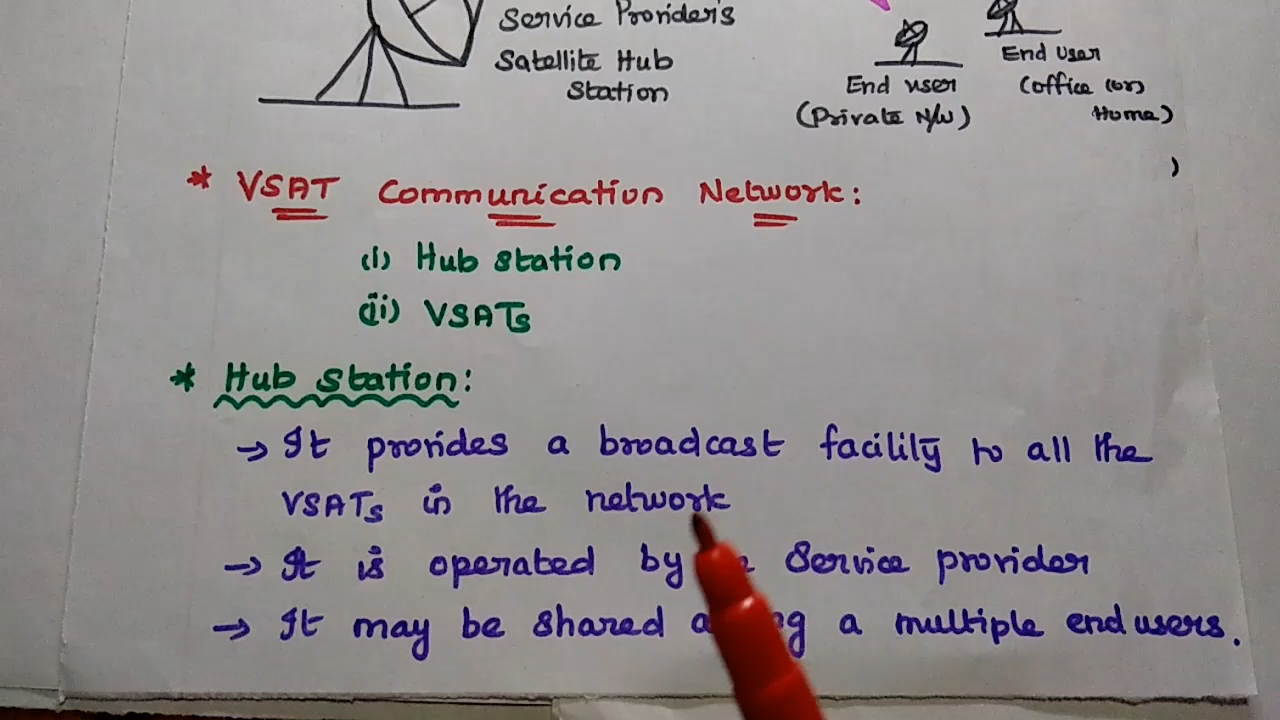 Service Provider's
Satellite Hub
Station
End user
(Private N/W)
End User
(office (or)
Home)
* VSAT Communication Network:
(i) Hub station
(ii) VSATs
* Hub Station:
→ It provides a broadcast facility to all the
VSATs in the network
→ It is operated by Service provider
→ It may be shared a multiple end users.